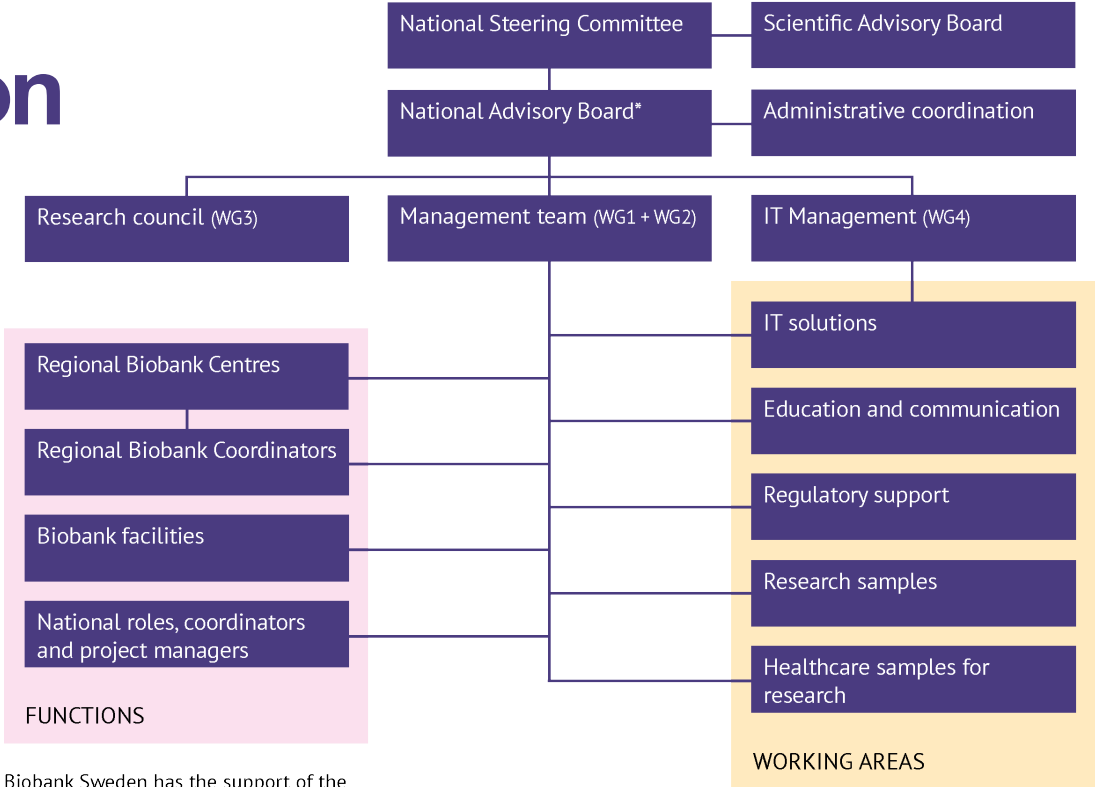 on
National Steering Committee
Scientific Advisory Board
National Advisory Board*
Administrative coordination
Research council (WG3)
Management team (WG1 + WG2)
IT Management (WG4)
IT solutions
Education and communication
Regulatory support
Research samples
Healthcare samples for
research
WORKING AREAS
Regional Biobank Centres
Regional Biobank Coordinators
Biobank facilities
National roles, coordinators
and project managers
FUNCTIONS
Biobank Sweden has the support of the